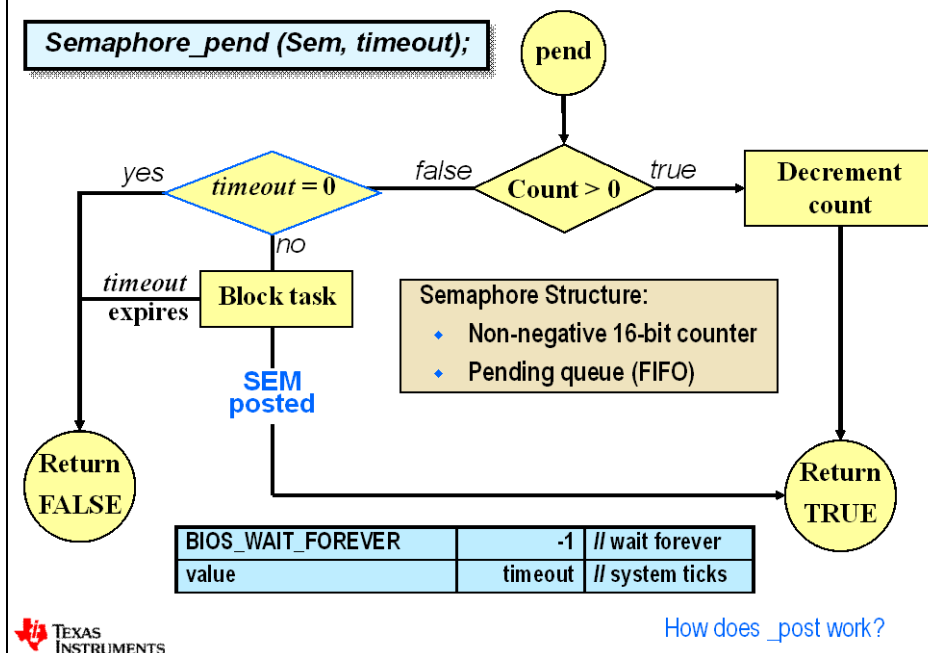 Semaphore_pend (Sem, timeout);
pend
yes
timeout = 0
false
Count > 0
true
Decrement
count
no
timeout
expires
Block task
Semaphore Structure:
Non-negative 16-bit counter
Pending queue (FIFO)
SEM
posted
Return
FALSE
Return
TRUE
BIOS_WAIT_FOREVER -1 // wait forever
value timeout // system ticks
TEXAS
INSTRUMENTS
How does _post work?